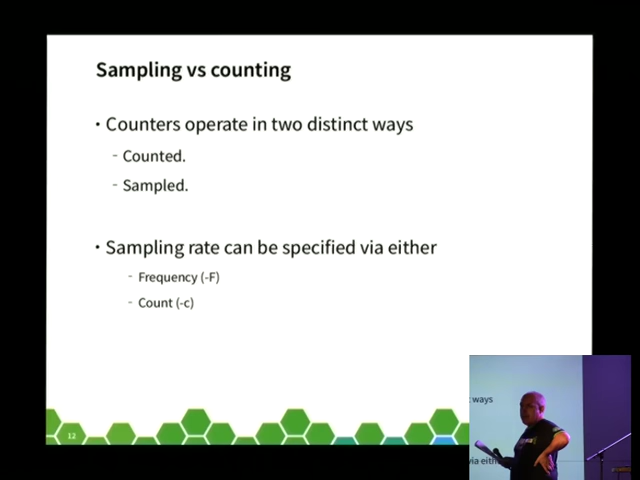 Sampling vs counting
• Counters operate in two distinct ways
- Counted.
- Sampled.
• Sampling rate can be specified via either
- Frequency (-F)
- Count (-c)
12
ways
via eith